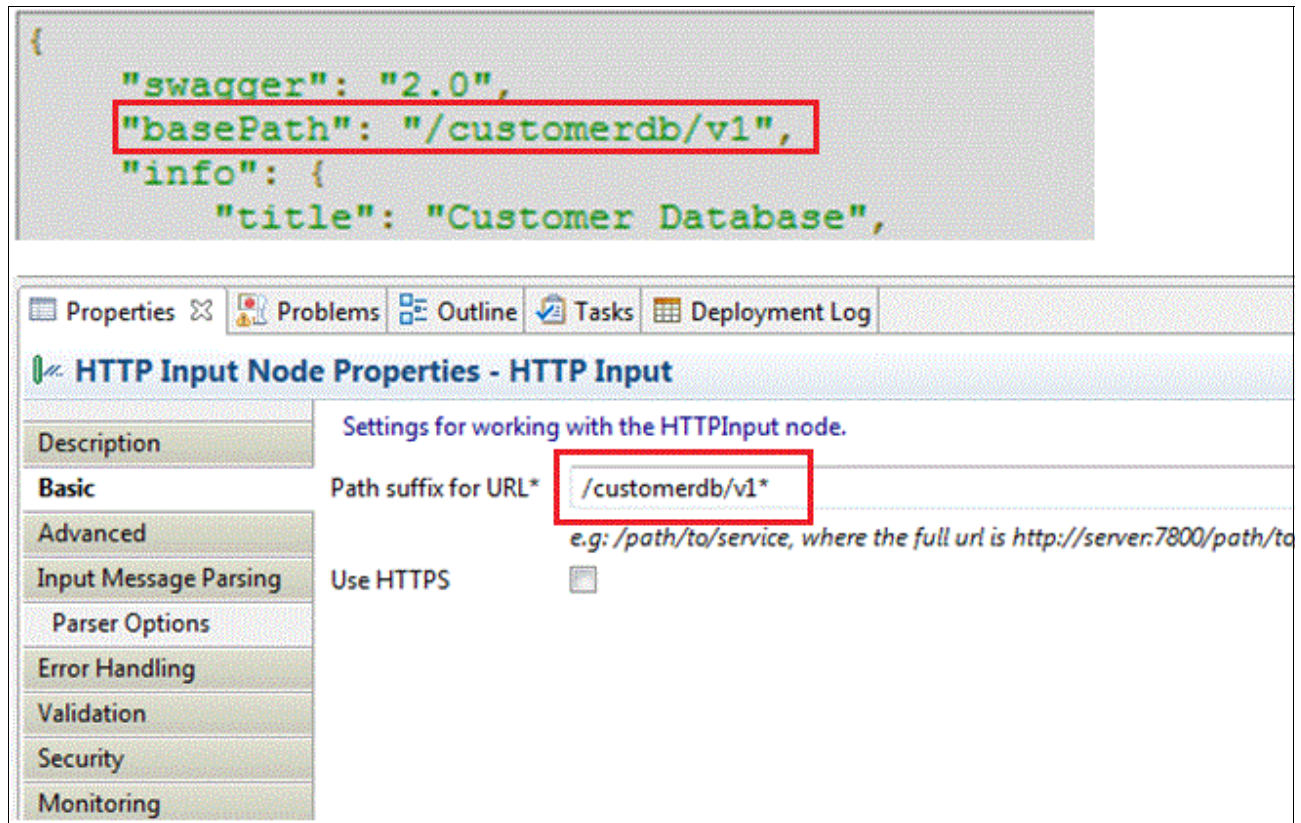 {
"swagger": "2.0",
"basePath": "/customerdb/v1",
"info": {
"title": "Customer Database",
Properties Problems Outline Tasks Deployment Log
HTTP Input Node Properties - HTTP Input
Settings for working with the HTTPInput node.
Description
Basic
Path suffix for URL* /customerdb/v1*
Advanced
e.g: /path/to/service, where the full url is http://server:7800/path/to
Input Message Parsing
Use HTTPS
Parser Options
Error Handling
Validation
Security
Monitoring